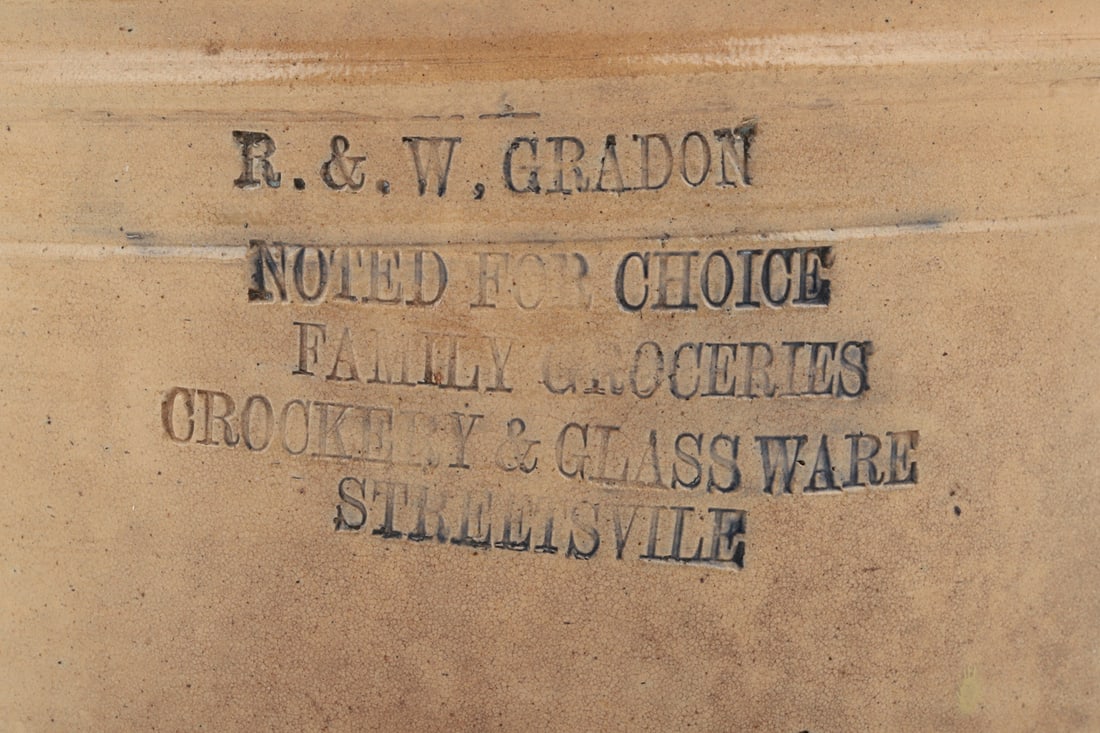 R. &. W, GRADON
NOTED FOR CHOICE
FAMILY GROCERIES
CROCKERY & GLASS WARE
STREETSVILE